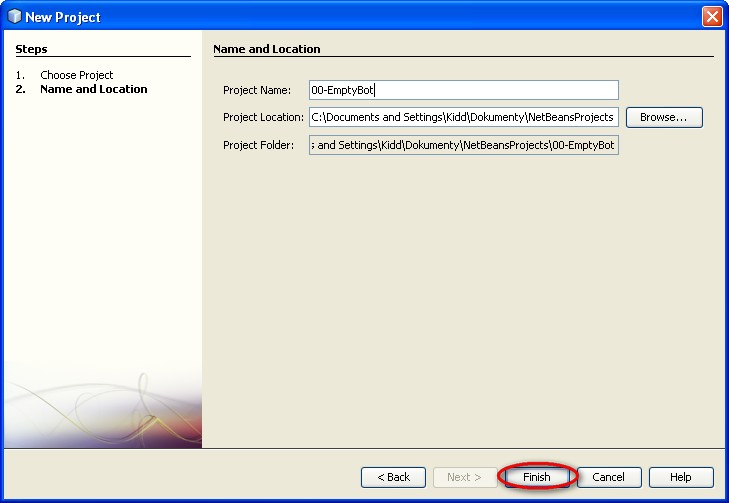 New Project
Steps
1. Choose Project
2. Name and Location
Name and Location
Project Name: 00-EmptyBot
Project Location: C:\Documents and Settings\Kidd\Dokumenty\NetBeansProjects Browse...
Project Folder: ; and Settings\Kidd\Dokumenty\NetBeansProjects\00-EmptyBot
< Back Next > Finish Cancel Help